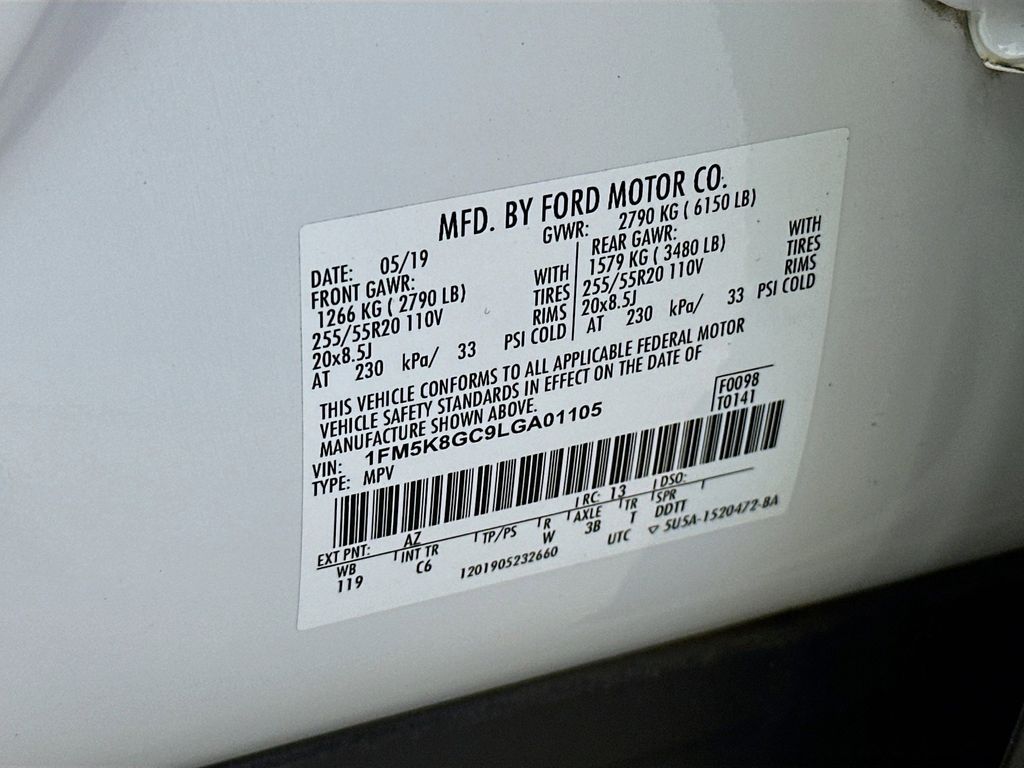 MFD. BY FORD MOTOR CO.
DATE: 05/19
GVWR: 2790 KG ( 6150 LB)
FRONT GAWR:
1266 KG ( 2790 LB) WITH
255/55R20 110V TIRES
20x8.5J RIMS
AT 230 kPa/ 33 PSI COLD
REAR GAWR: WITH
1579 KG ( 3480 LB) TIRES
255/55R20 110V RIMS
20x8.5J
AT 230 kPa/ 33 PSI COLD
THIS VEHICLE CONFORMS TO ALL APPLICABLE FEDERAL MOTOR
VEHICLE SAFETY STANDARDS IN EFFECT ON THE DATE OF
MANUFACTURE SHOWN ABOVE.
F0098
T0141
VIN: 1FM5K8GC9LGA01105
TYPE: MPV
EXT PNT: AZ RC: 13 DSO:
WB INT TR TP/PS R AXLE TR SPR
119 C6 W 3B T DDTT
1201905232660 UTC ▽ 5U5A-1520472-BA